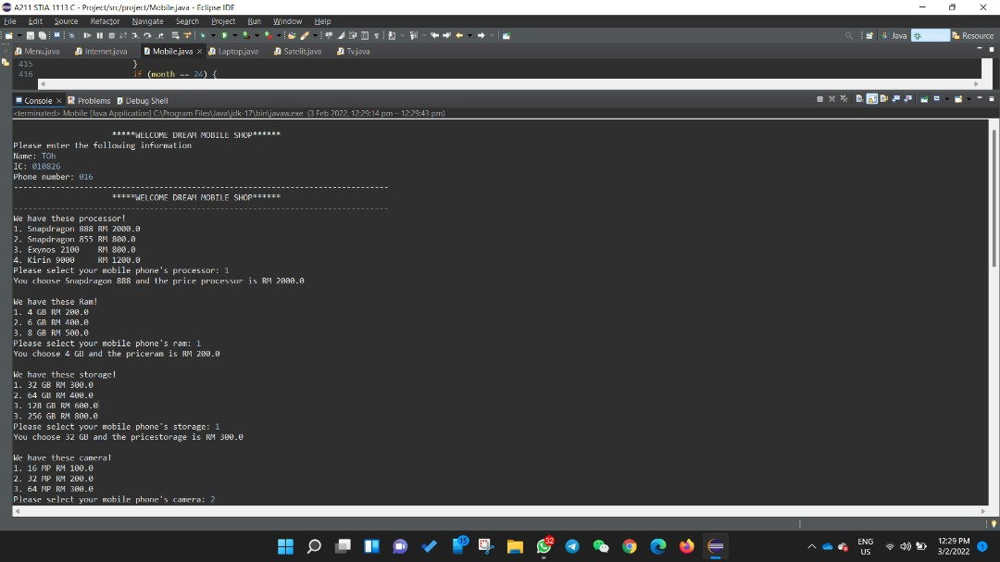 A211 STIA 1113 C - Project/src/project/Mobile.java - Eclipse IDE
File Edit Source Refactor Navigate Search Project Run Window Help
Java Resource
Menu.java Internet.java Mobile.java Laptop.java Satelit.java Tv.java
415 }
416 if (month == 24) {
Console Problems Debug Shell
<terminated> Mobile [Java Application] C:\Program Files\Java\jdk-17\bin\javaw.exe (3 Feb 2022, 12:29:14 pm – 12:29:43 pm)
*****WELCOME DREAM MOBILE SHOP******
Please enter the following information
Name: TOh
IC: 010826
Phone number: 016
--------------------------------------------------------------------------------
*****WELCOME DREAM MOBILE SHOP******
--------------------------------------------------------------------------------
We have these processor!
1. Snapdragon 888 RM 2000.0
2. Snapdragon 855 RM 800.0
3. Exynos 2100 RM 800.0
4. Kirin 9000 RM 1200.0
Please select your mobile phone's processor: 1
You choose Snapdragon 888 and the price processor is RM 2000.0
We have these Ram!
1. 4 GB RM 200.0
2. 6 GB RM 400.0
3. 8 GB RM 500.0
Please select your mobile phone's ram: 1
You choose 4 GB and the priceram is RM 200.0
We have these storage!
1. 32 GB RM 300.0
2. 64 GB RM 400.0
3. 128 GB RM 600.0
3. 256 GB RM 800.0
Please select your mobile phone's storage: 1
You choose 32 GB and the pricestorage is RM 300.0
We have these camera!
1. 16 MP RM 100.0
2. 32 MP RM 200.0
3. 64 MP RM 300.0
Please select your mobile phone's camera: 2
15
32
ENG
US
12:29 PM
3/2/2022
1